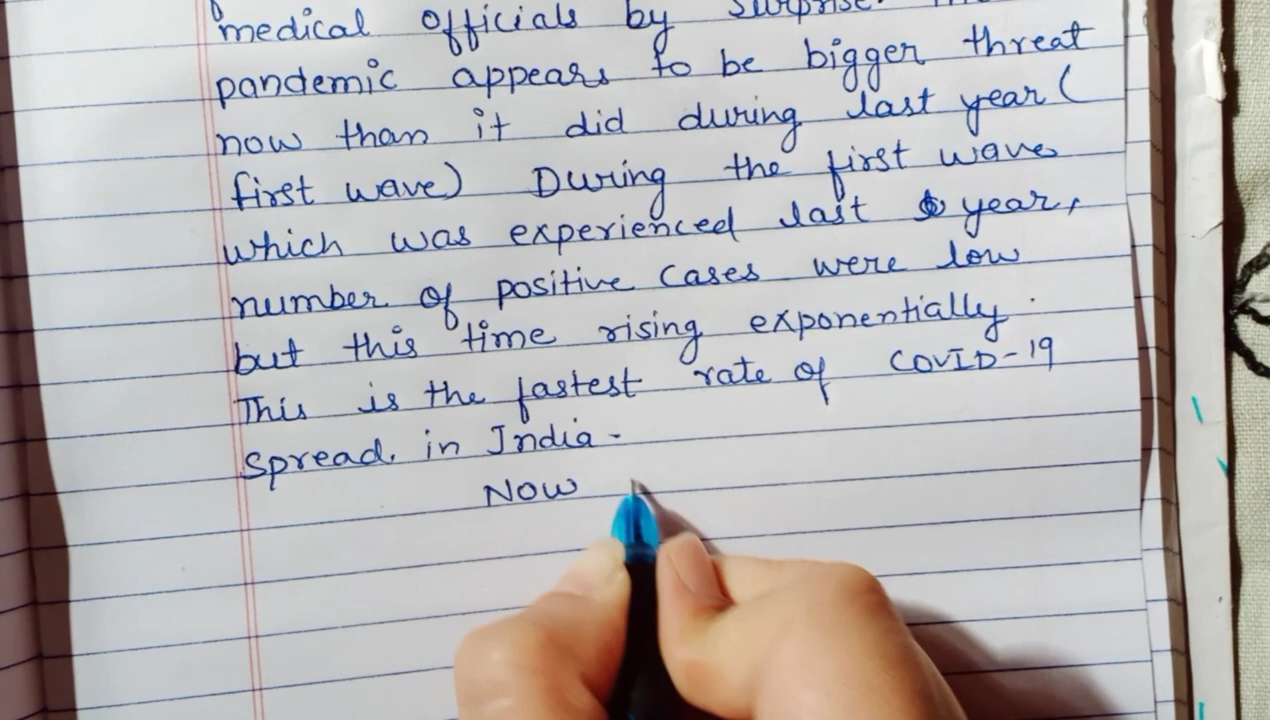 medical officials by surprise.
pandemic appears to be bigger threat
now than it did during last year (
first wave) During the first wave
which was experienced last year,
number of positive cases were low
but this time rising exponentially.
This is the fastest rate of COVID-19
spread. in India -
Now